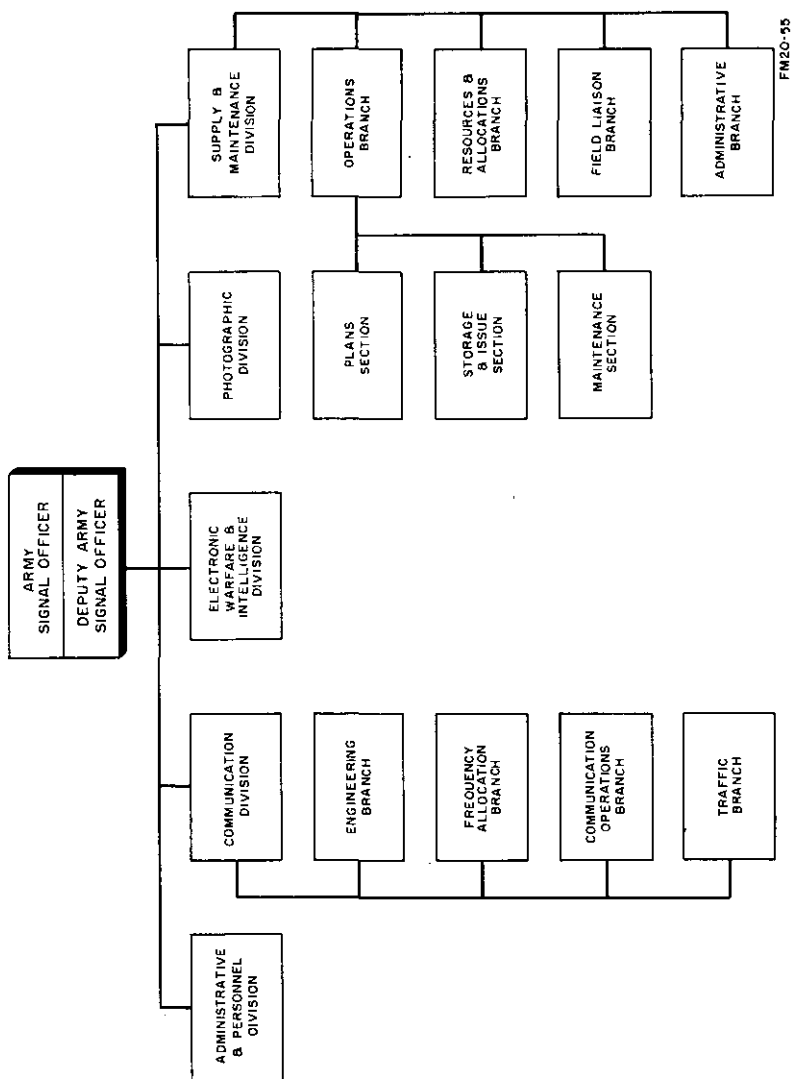 ARMY
SIGNAL OFFICER
DEPUTY ARMY
SIGNAL OFFICER
ADMINISTRATIVE
& PERSONNEL
DIVISION
COMMUNICATION
DIVISION
ELECTRONIC
WARFARE &
INTELLIGENCE
DIVISION
PHOTOGRAPHIC
DIVISION
SUPPLY &
MAINTENANCE
DIVISION
ENGINEERING
BRANCH
FREQUENCY
ALLOCATION
BRANCH
COMMUNICATION
OPERATIONS
BRANCH
TRAFFIC
BRANCH
PLANS
SECTION
STORAGE
& ISSUE
SECTION
MAINTENANCE
SECTION
OPERATIONS
BRANCH
RESOURCES &
ALLOCATIONS
BRANCH
FIELD LIAISON
BRANCH
ADMINISTRATIVE
BRANCH
FM20-55